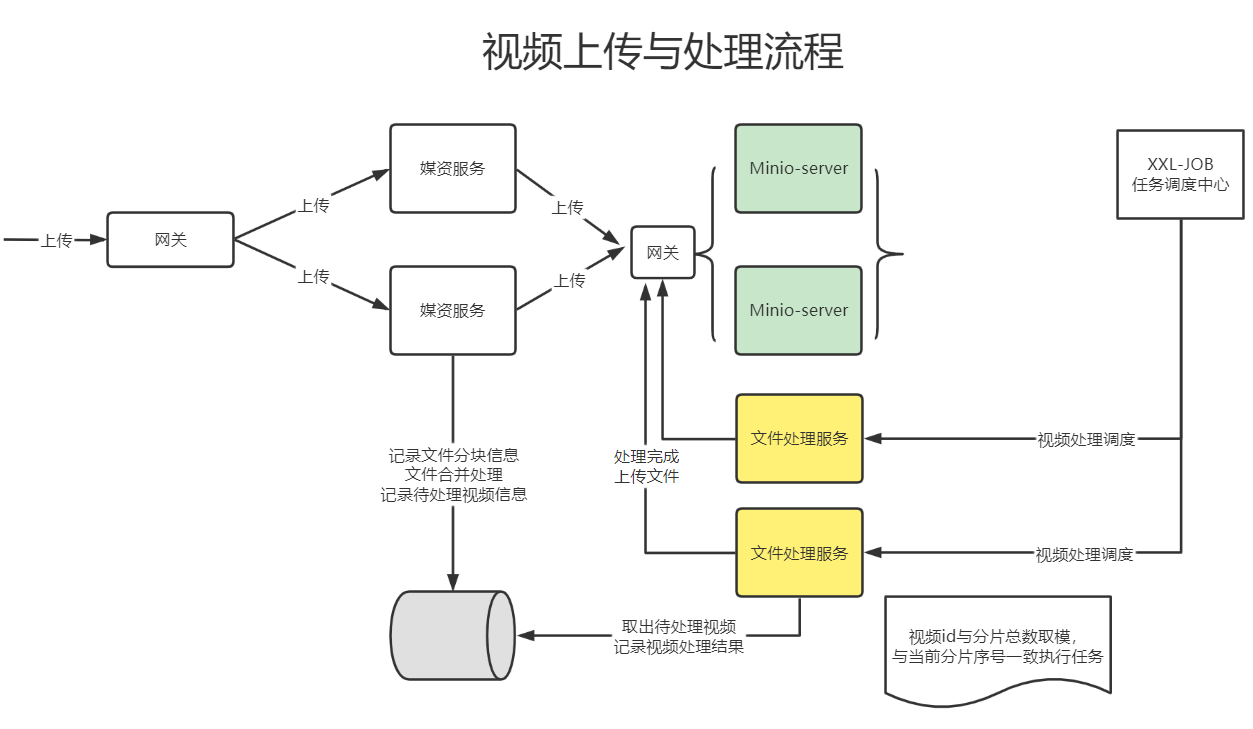 视频上传与处理流程
媒资服务
Minio-server
XXL-JOB
任务调度中心
上传
上传
上传
网关
网关
上传
上传
媒资服务
Minio-server
文件处理服务
视频处理调度
记录文件分块信息
文件合并处理
记录待处理视频信息
处理完成
上传文件
文件处理服务
视频处理调度
取出待处理视频
记录视频处理结果
视频id与分片总数取模，
与当前分片序号一致执行任务